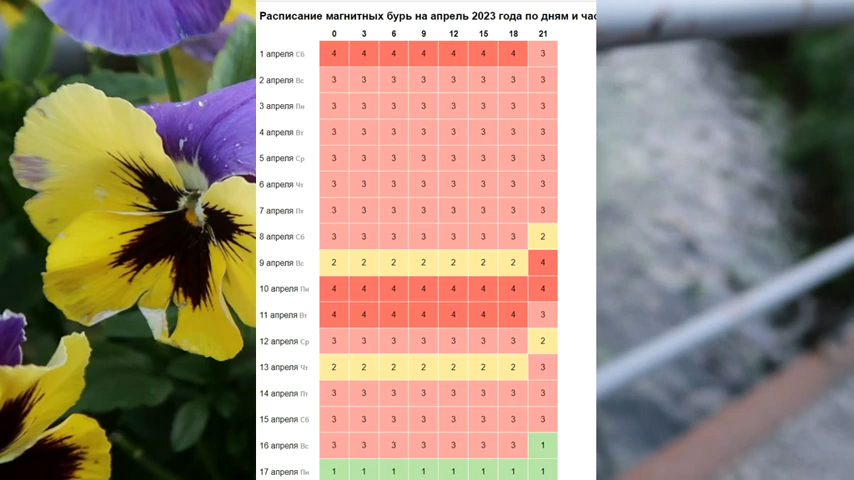 Расписание магнитных бурь на апрель 2023 года по дням и час
0 3 6 9 12 15 18 21
1 апреля Сб 4 4 4 4 4 4 4 3
2 апреля Вс 3 3 3 3 3 3 3 3
3 апреля Пн 3 3 3 3 3 3 3 3
4 апреля Вт 3 3 3 3 3 3 3 3
5 апреля Ср 3 3 3 3 3 3 3 3
6 апреля Чт 3 3 3 3 3 3 3 3
7 апреля Пт 3 3 3 3 3 3 3 3
8 апреля Сб 3 3 3 3 3 3 3 2
9 апреля Вс 2 2 2 2 2 2 2 4
10 апреля Пн 4 4 4 4 4 4 4 4
11 апреля Вт 4 4 4 4 4 4 4 3
12 апреля Ср 3 3 3 3 3 3 3 2
13 апреля Чт 2 2 2 2 2 2 2 3
14 апреля Пт 3 3 3 3 3 3 3 3
15 апреля Сб 3 3 3 3 3 3 3 3
16 апреля Вс 3 3 3 3 3 3 3 1
17 апреля Пн 1 1 1 1 1 1 1 1